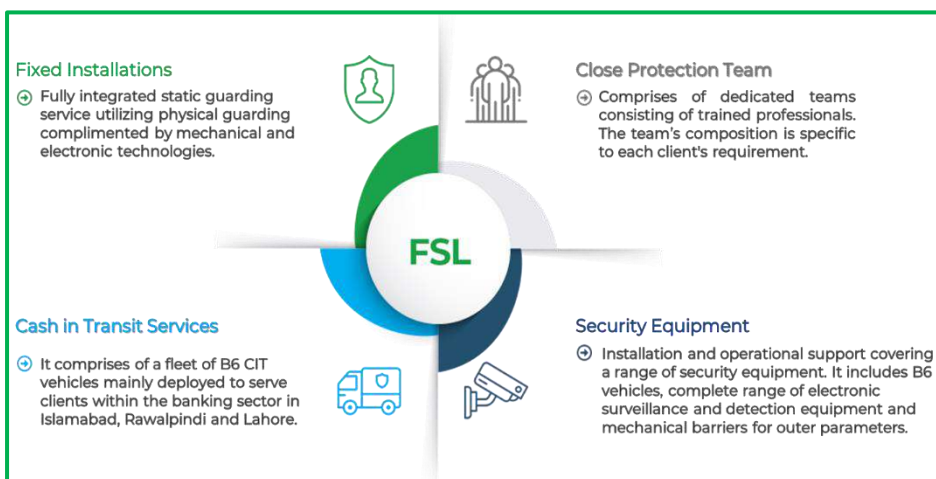 Fixed Installations
Fully integrated static guarding
service utilizing physical guarding
complimented by mechanical and
electronic technologies.
Close Protection Team
Comprises of dedicated teams
consisting of trained professionals.
The team's composition is specific
to each client's requirement.
FSL
Cash in Transit Services
It comprises of a fleet of B6 CIT
vehicles mainly deployed to serve
clients within the banking sector in
Islamabad, Rawalpindi and Lahore.
Security Equipment
Installation and operational support covering
a range of security equipment. It includes B6
vehicles, complete range of electronic
surveillance and detection equipment and
mechanical barriers for outer parameters.